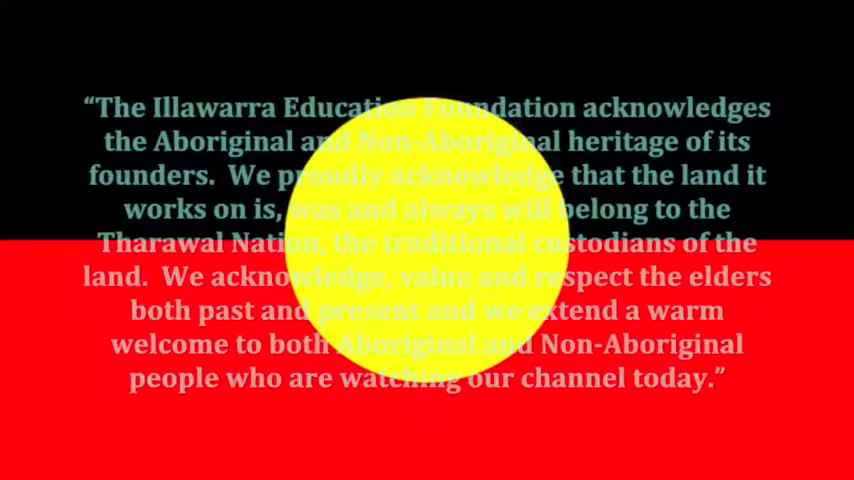 “The Illawarra Education Foundation acknowledges
the Aboriginal and Non-Aboriginal heritage of its
founders.  We proudly acknowledge that the land it
works on is, was and always will belong to the
Tharawal Nation, the traditional custodians of the
land.  We acknowledge, value and respect the elders
both past and present and we extend a warm
welcome to both Aboriginal and Non-Aboriginal
people who are watching our channel today.”